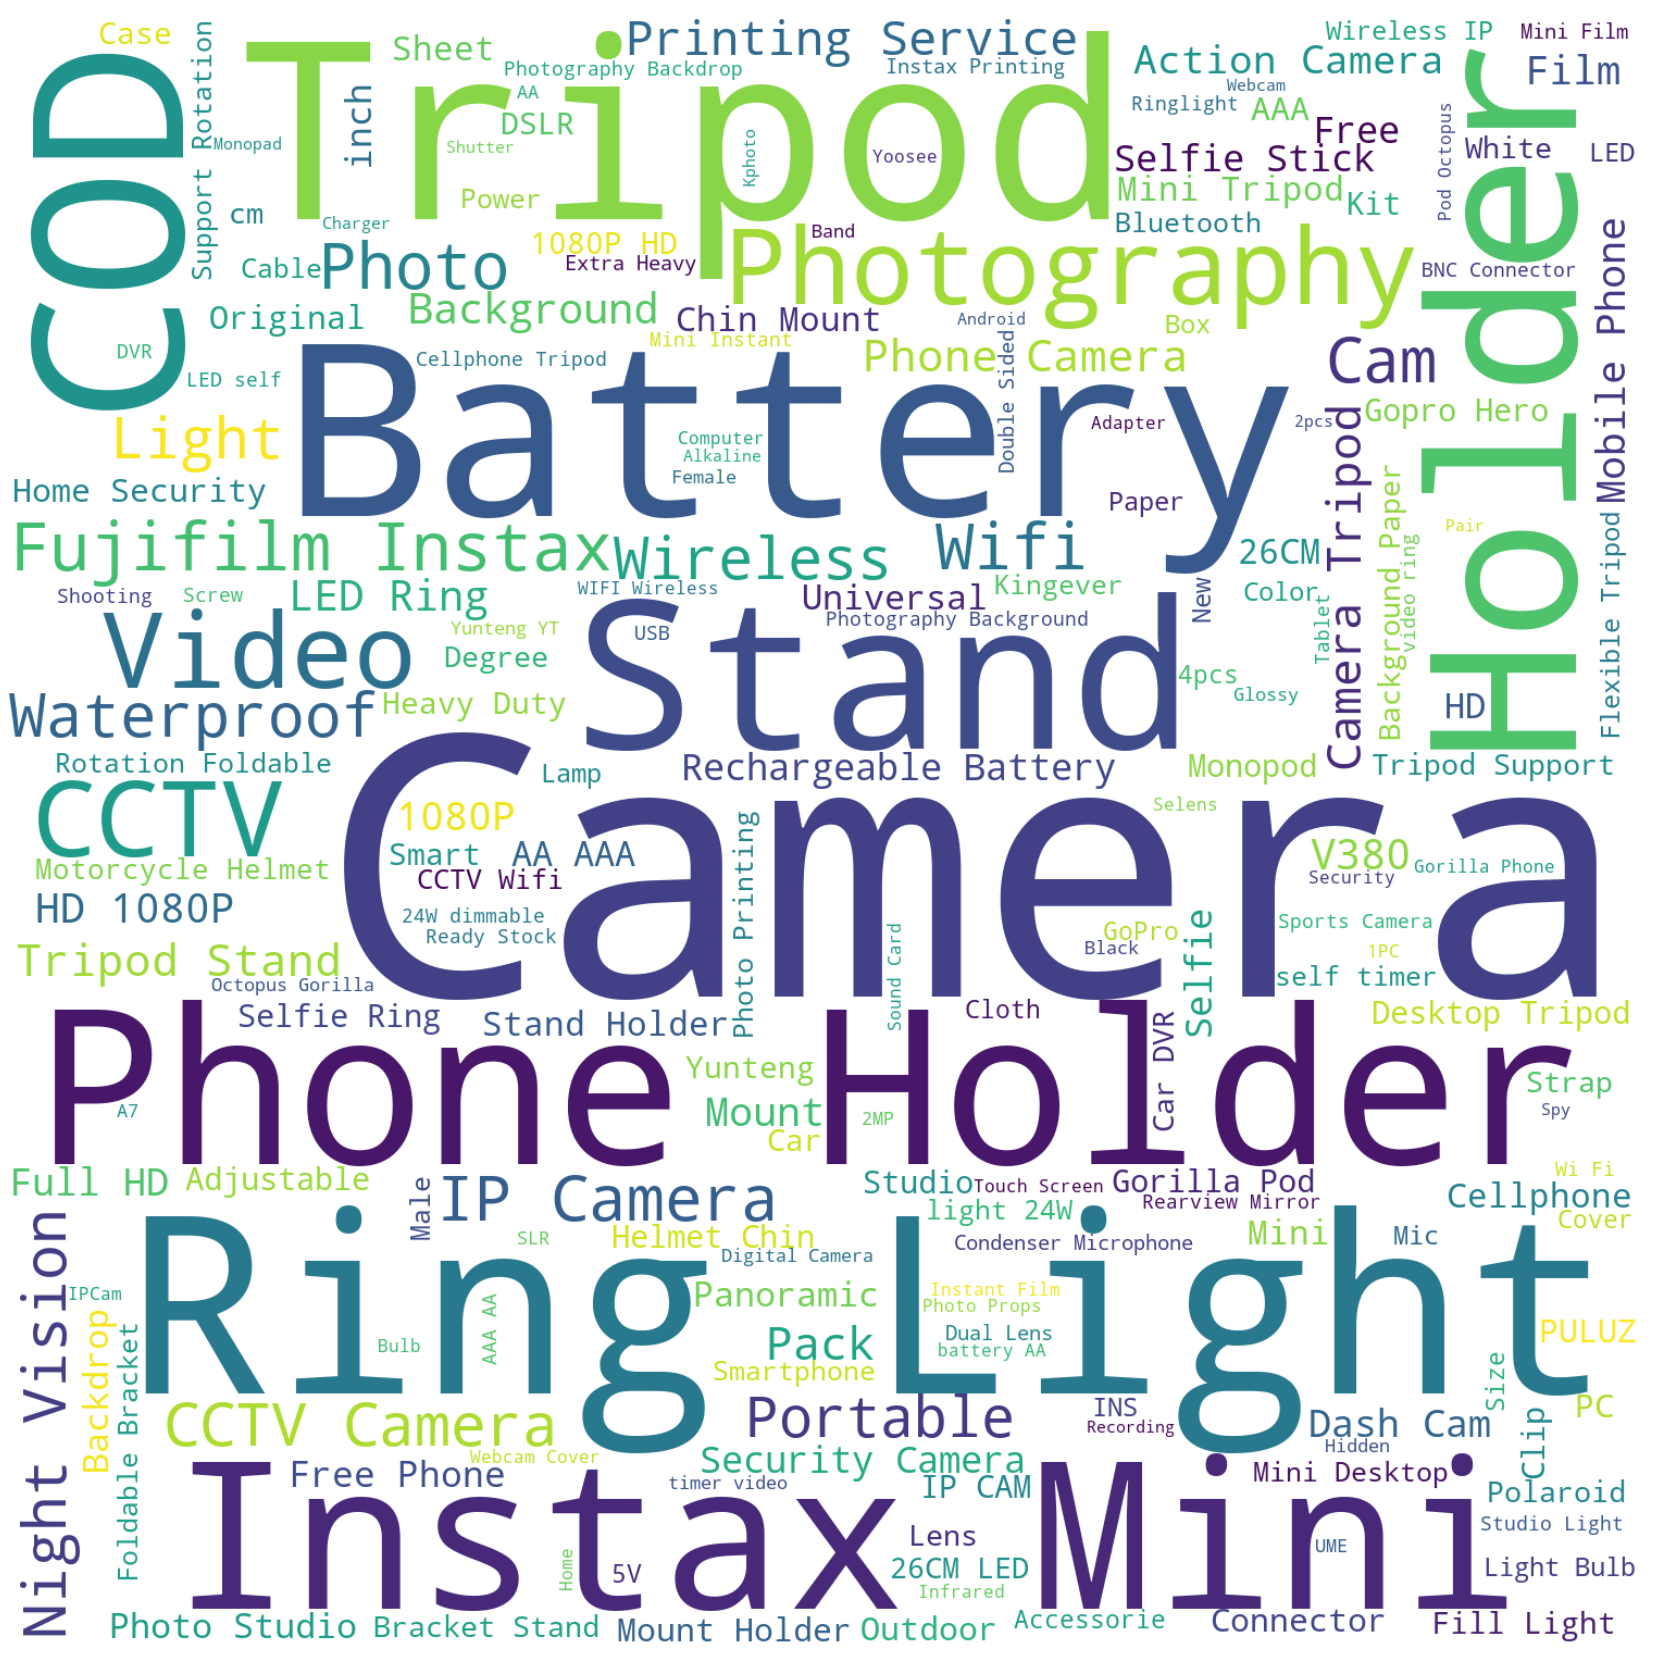 Case
COD
Support Rotation
Monopad
Tripod
inch
Sheet
Photography Backdrop
AA
DSLR
Shutter
Power
Printing Service
Instax Printing
Kphoto
Yoosee
Action Camera
Wireless IP
Webcam
Ringlight
AAA
Free
Selfie Stick
Mini Tripod
Kit
Bluetooth
Mini Film
Film
White
LED
Pod Octopus
Holder
cm
Charger
1080P HD
Extra Heavy
Band
Photography
Cable
Photo
BNC Connector
Mobile Phone
Original
Background
Chin Mount
Android
Box
DVR
LED self
Cellphone Tripod
Mini Instant
Phone Camera
Double Sided
Cam
Gopro Hero
Light
Battery
Computer
Alkaline
Female
Adapter
2pcs
Paper
Camera Tripod
Background Paper
video ring
Pair
Flexible Tripod
Home Security
Fujifilm Instax
Wireless
Wifi
26CM
Shooting
Screw
LED Ring
WIFI Wireless
Universal
Kingever
New
Color
Tablet
Video
Yunteng YT
Degree
USB
Photography Background
Stand
4pcs
Glossy
HD
Waterproof
Heavy Duty
Rotation Foldable
Lamp
Rechargeable Battery
Monopod
Tripod Support
CCTV
1080P
Camera
Selens
Smart
AA AAA
CCTV Wifi
Motorcycle Helmet
V380
Gorilla Phone
Security
HD 1080P
24W dimmable
Ready Stock
Photo Printing
Sound Card
GoPro
Black
Selfie
Sports Camera
1PC
self timer
Tripod Stand
Octopus Gorilla
Selfie Ring
Stand Holder
Cloth
Car DVR
Desktop Tripod
Phone Holder
Yunteng
Mount
Car
2MP
A7
Strap
Spy
Full HD
Adjustable
Male
IP Camera
Studio
Touch Screen
Gorilla Pod
Rearview Mirror
Wi Fi
Cellphone
Cover
Night Vision
light 24W
Ring Light
SLR
Helmet Chin
Digital Camera
Condenser Microphone
Mini
Mic
IPCam
Backdrop
Foldable Bracket
Bulb
AAA AA
Panoramic
Instant Film
Photo Props
Pack
Dual Lens
battery AA
Smartphone
PULUZ
Size
PC
CCTV Camera
Portable
INS
Recording
Dash Cam
Hidden
Clip
Webcam Cover
Security Camera
Free Phone
timer video
IP CAM
Mini Desktop
Polaroid
Instax Mini
Studio Light
Lens
UME
Home
5V
26CM LED
Infrared
Light Bulb
Photo Studio
Bracket Stand
Mount Holder
Outdoor
Accessorie
Connector
Fill Light